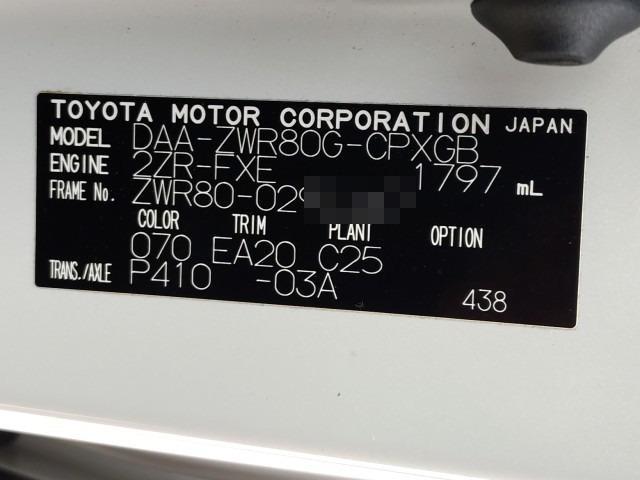 TOYOTA MOTOR CORPORATION JAPAN
MODEL DAA-ZWR80G-CPXGB
ENGINE 2ZR-FXE 1797 mL
FRAME No. ZWR80-029
COLOR TRIM PLANT OPTION
070 EA20 C25
TRANS./AXLE P410 -03A
438